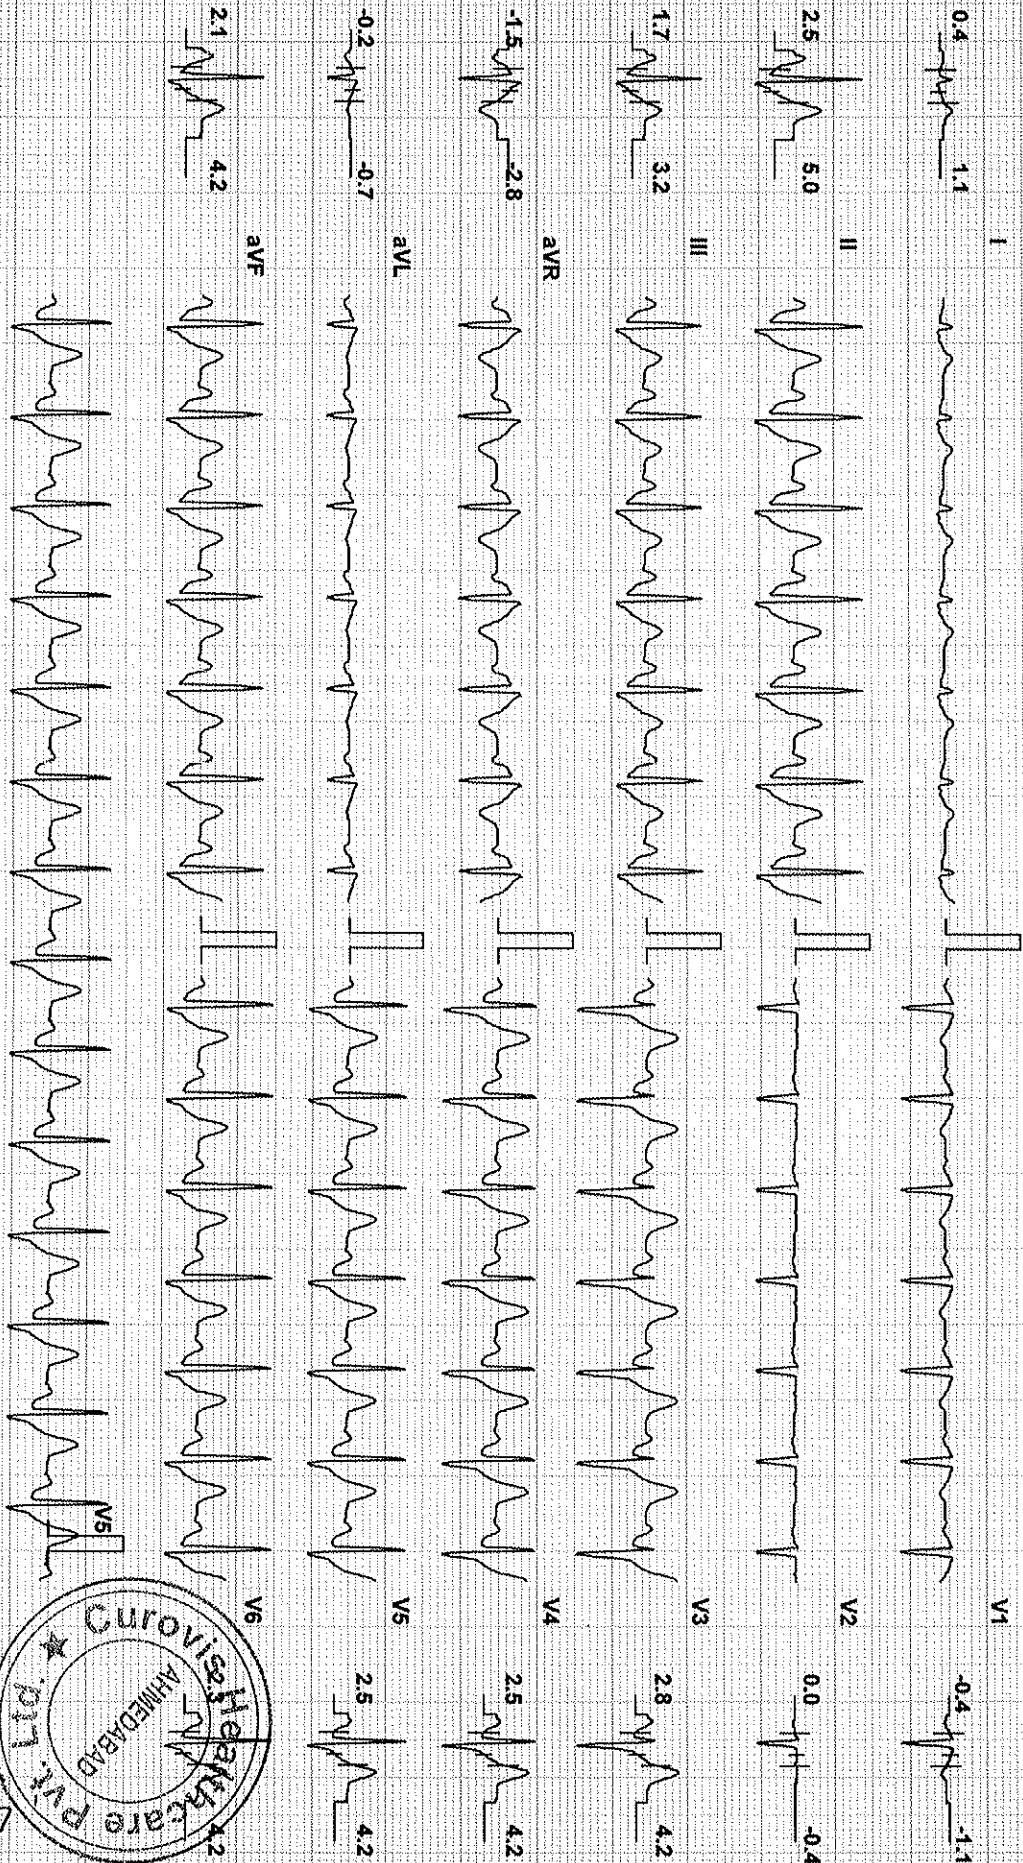 I
0.4 1.1
II
2.5 5.0
III
1.7 3.2
aVR
-1.5 -2.8
aVL
-0.2 -0.7
aVF
2.1 4.2
V1
-0.4 -1.1
V2
0.0 -0.4
V3
2.8 4.2
V4
2.5 4.2
V5
2.5 4.2
V6
2.3 4.2
V5
Curovis Healthcare Pvt. Ltd. ★
AHMEDABAD